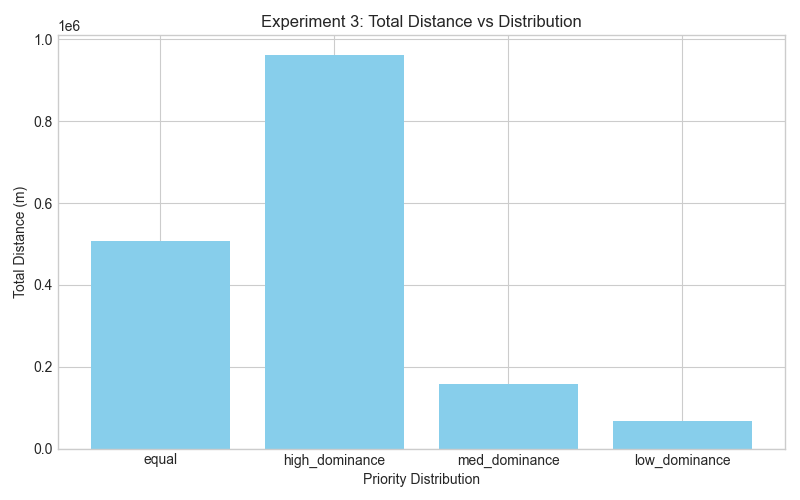 Experiment 3: Total Distance vs Distribution
1e6
1.0
0.8
0.6
0.4
0.2
0.0
Total Distance (m)
equal
high_dominance
med_dominance
low_dominance
Priority Distribution